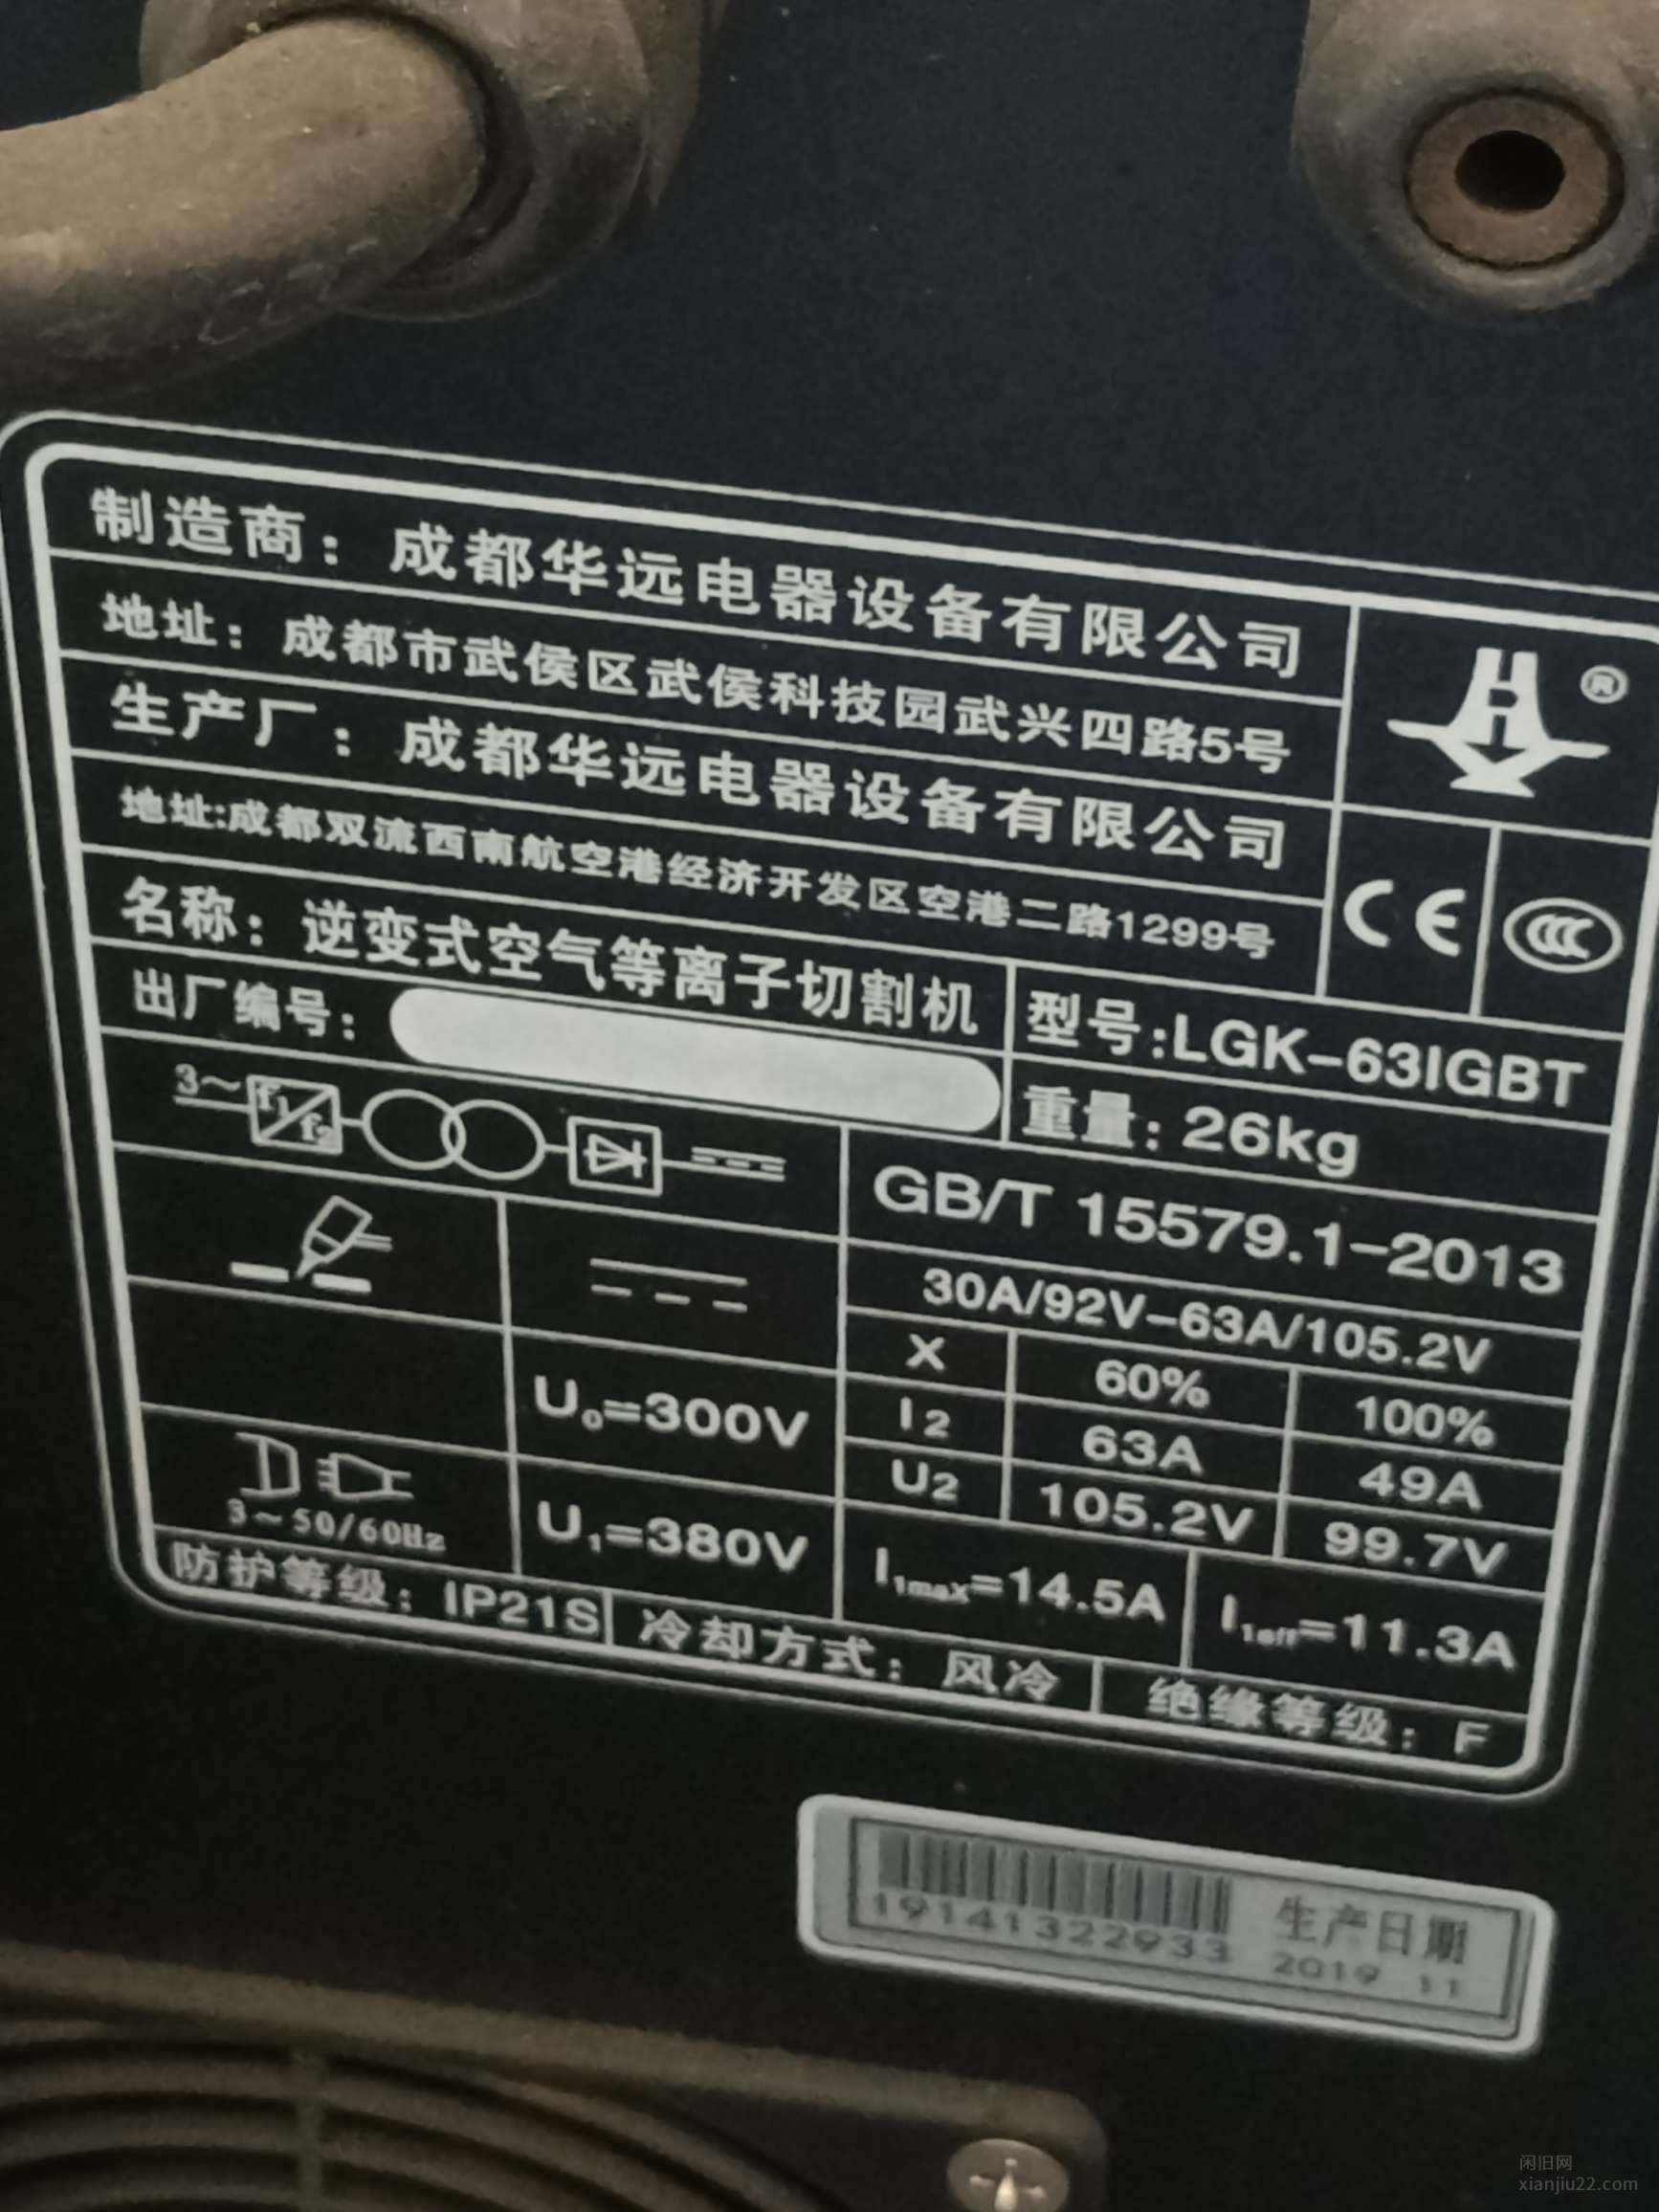 制造商：成都华远电器设备有限公司
®
地址：成都市武侯区武侯科技园武兴四路5号
生产厂：成都华远电器设备有限公司
地址:成都双流西南航空港经济开发区空港二路1299号
CE
CCC
名称：逆变式空气等离子切割机
型号:LGK-63IGBT
出厂编号：
重量：26kg
3～ f1 f2
GB/T 15579.1-2013
30A/92V-63A/105.2V
X 60% 100%
U0=300V
I2 63A 49A
U2 105.2V 99.7V
3～50/60Hz
U1=380V
I1max=14.5A
I1eff=11.3A
防护等级：IP21S
冷却方式：风冷
绝缘等级：F
19141322933
生产日期
2019 11
闲旧网
xianjiu22.com